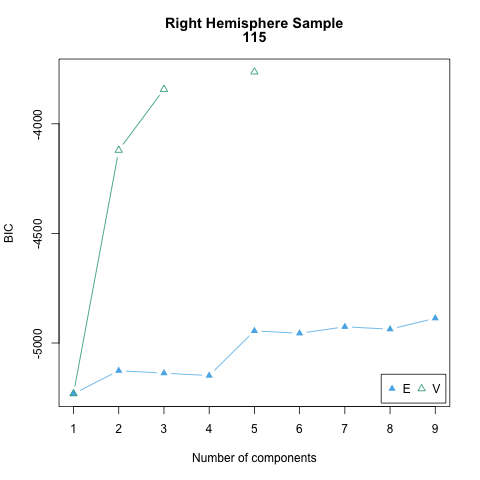 Right Hemisphere Sample
115
BIC
-4000
-4500
-5000
1 2 3 4 5 6 7 8 9
Number of components
E V